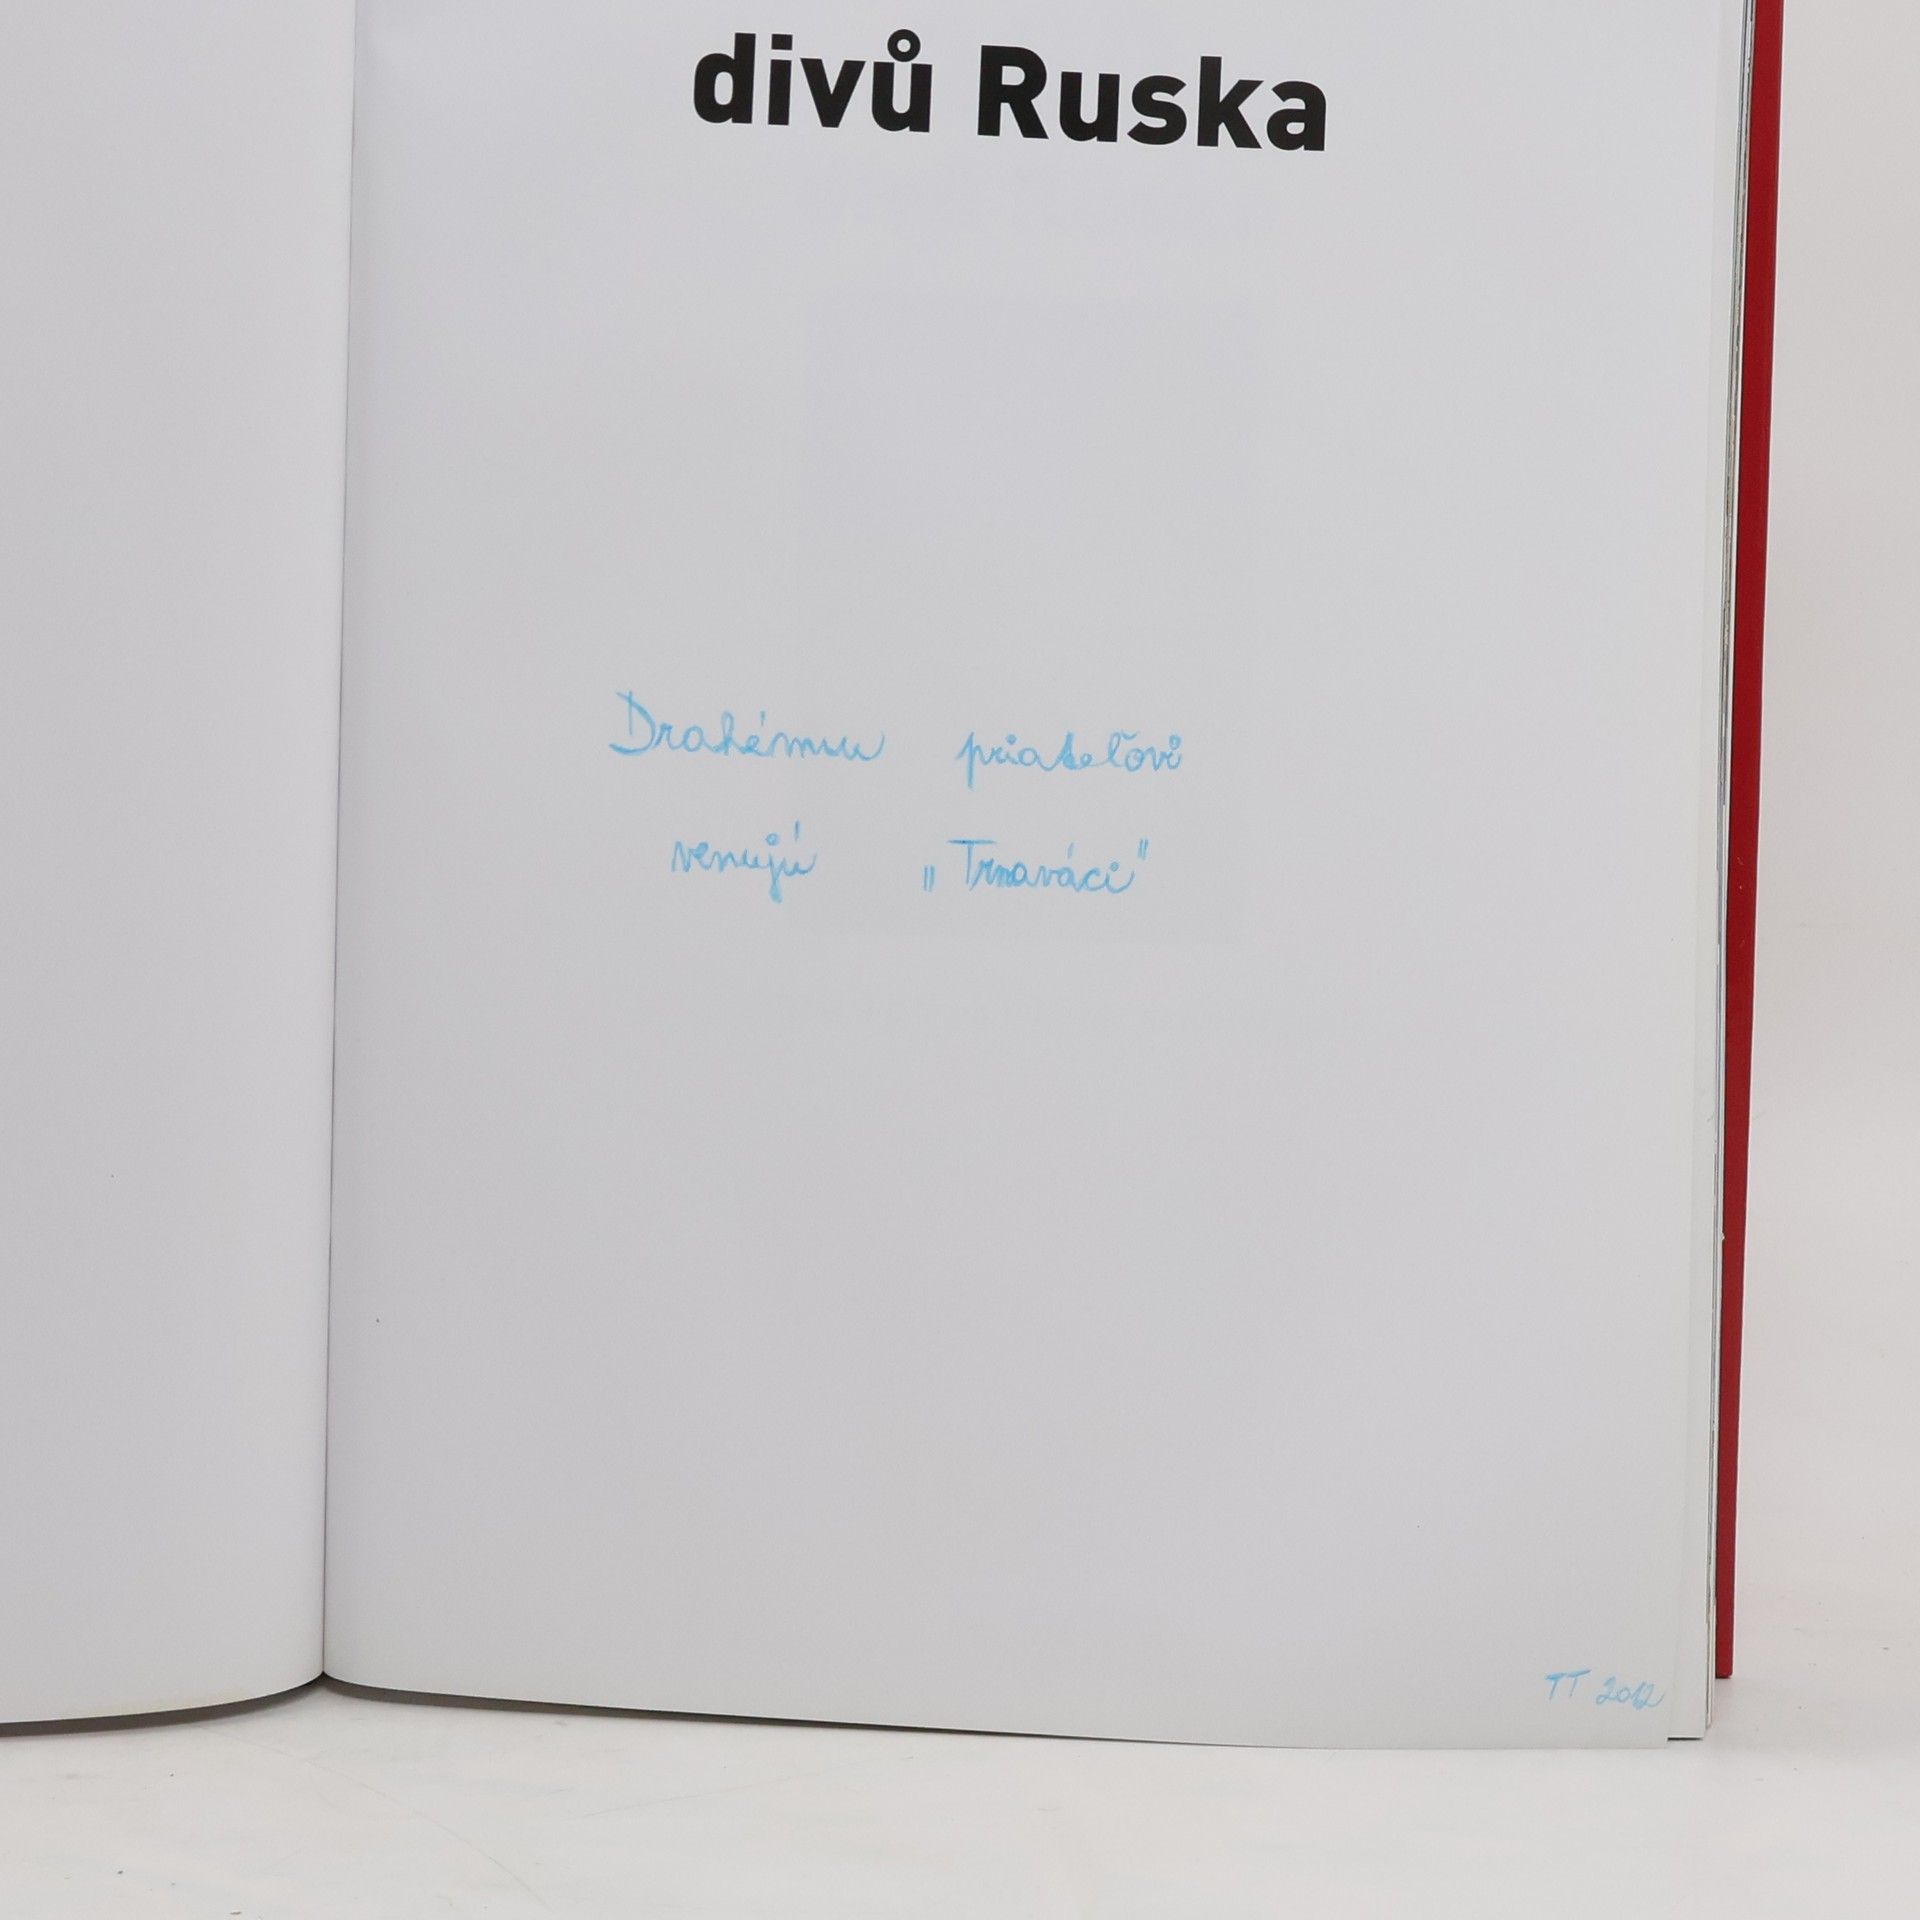 divů Ruska
Drahému priateľovi
venujú „Trnaváci"
TT 2012